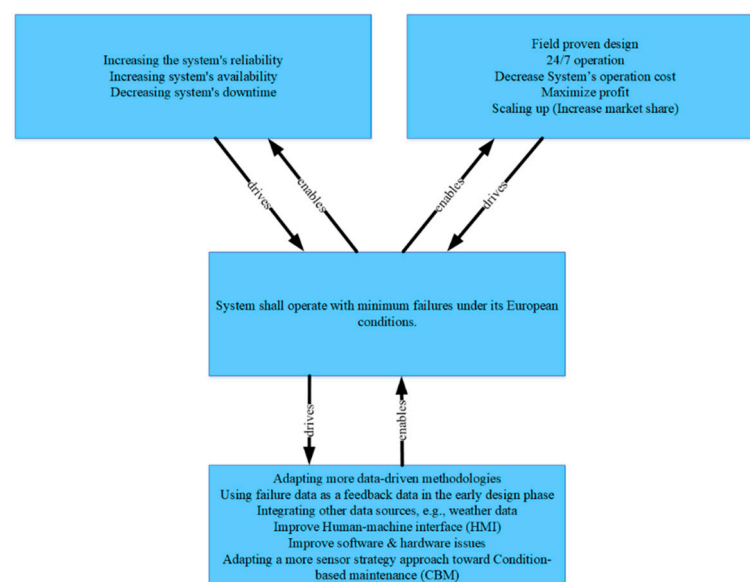 Increasing the system's reliability
Increasing system's availability
Decreasing system's downtime
Field proven design
24/7 operation
Decrease System's operation cost
Maximize profit
Scaling up (Increase market share)
drives
enables
enables
drives
System shall operate with minimum failures under its European
conditions.
drives
enables
Adapting more data-driven methodologies
Using failure data as a feedback data in the early design phase
Integrating other data sources, e.g., weather data
Improve Human-machine interface (HMI)
Improve software & hardware issues
Adapting a more sensor strategy approach toward Condition-
based maintenance (CBM)